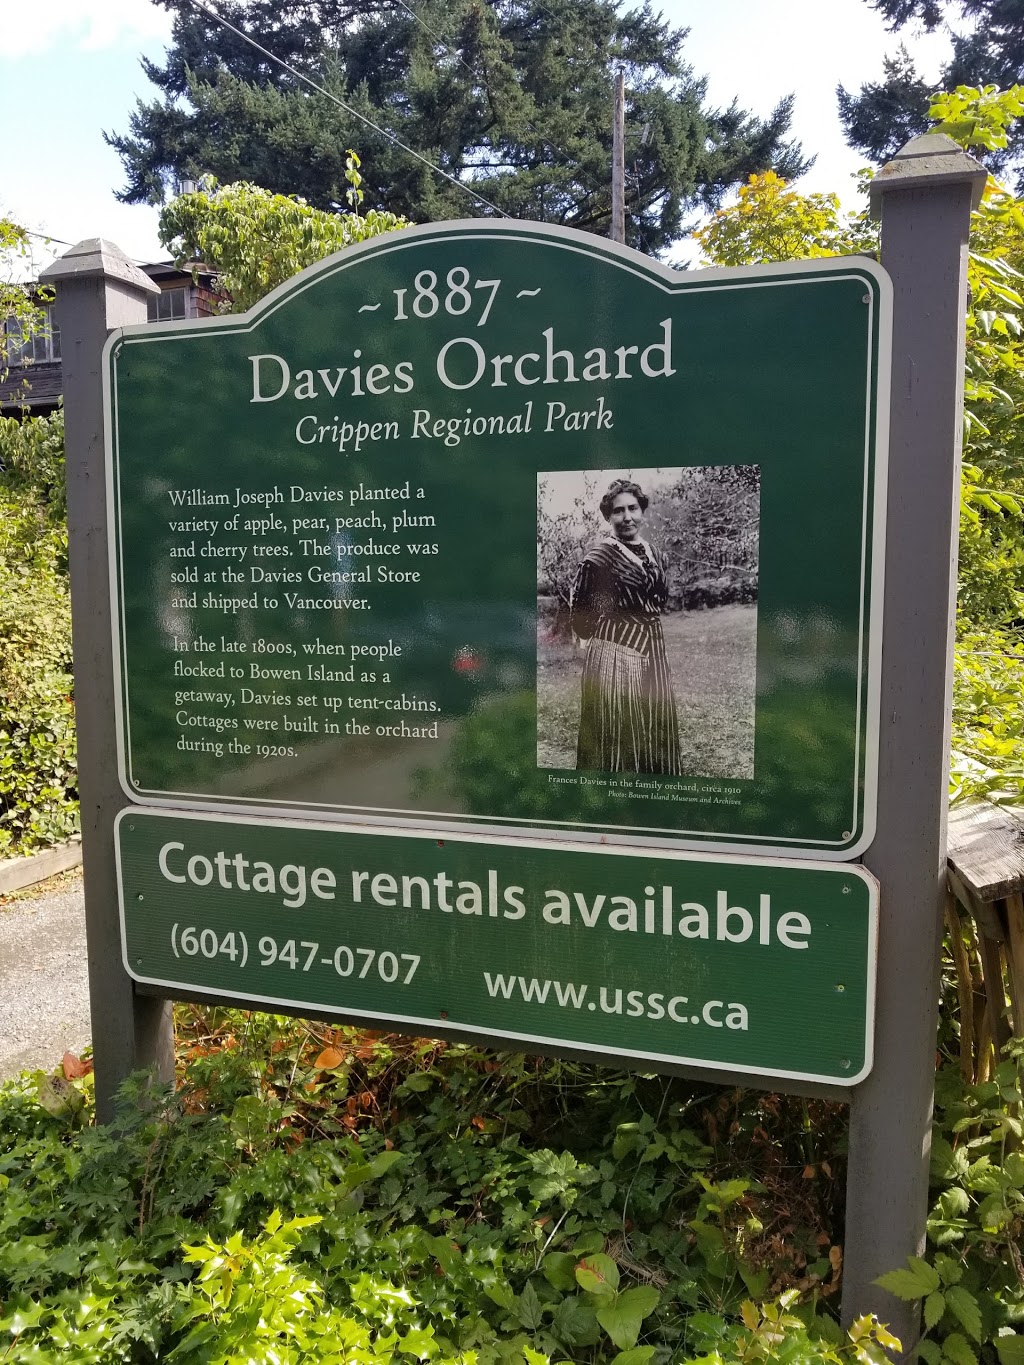 ~ 1887 ~
Davies Orchard
Crippen Regional Park
William Joseph Davies planted a
variety of apple, pear, peach, plum
and cherry trees. The produce was
sold at the Davies General Store
and shipped to Vancouver.
In the late 1800s, when people
flocked to Bowen Island as a
getaway, Davies set up tent-cabins.
Cottages were built in the orchard
during the 1920s.
Frances Davies in the family orchard, circa 1910
Photo: Bowen Island Museum and Archives
Cottage rentals available
(604) 947-0707
www.ussc.ca